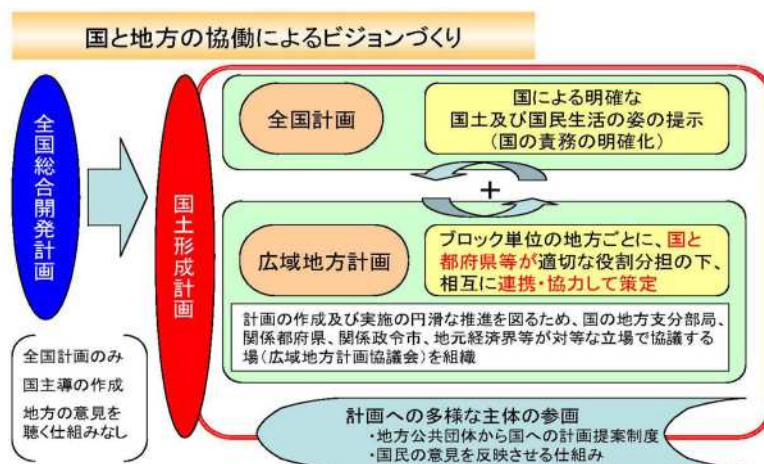 国と地方の協働によるビジョンづくり
全国総合開発計画
全国計画のみ
国主導の作成
地方の意見を
聴く仕組みなし
国土形成計画
全国計画
国による明確な
国土及び国民生活の姿の提示
(国の責務の明確化)
+
広域地方計画
ブロック単位の地方ごとに、国と
都府県等が適切な役割分担の下、
相互に連携・協力して策定
計画の作成及び実施の円滑な推進を図るため、国の地方支分部局、
関係都府県、関係政令市、地元経済界等が対等な立場で協議する
場(広域地方計画協議会)を組織
計画への多様な主体の参画
・地方公共団体から国への計画提案制度
・国民の意見を反映させる仕組み